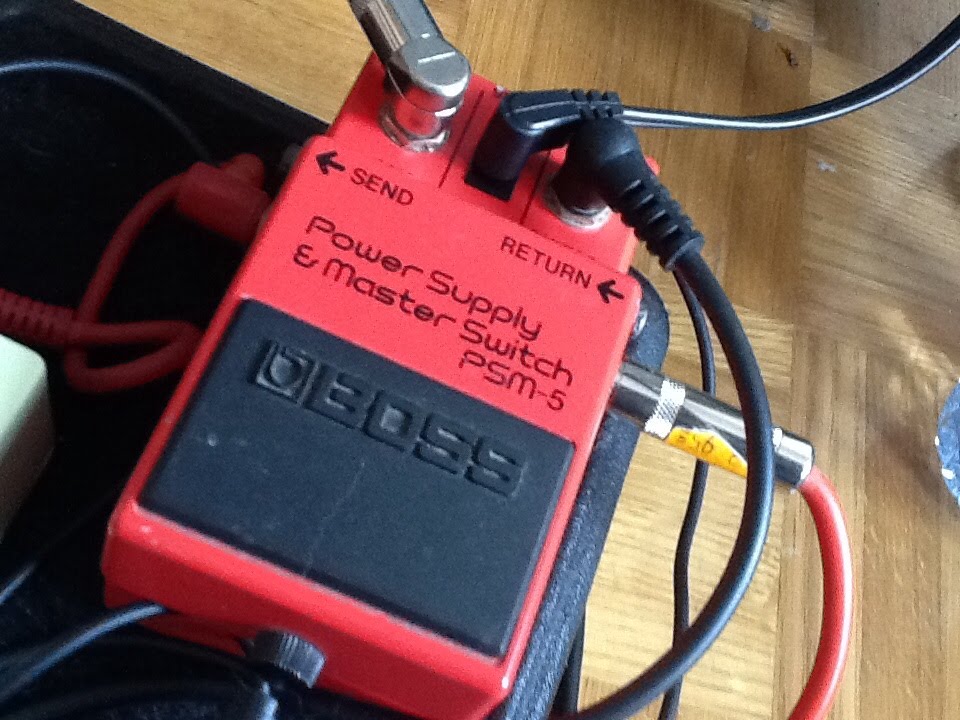 ← SEND
RETURN ←
Power Supply
& Master Switch
PSM-5
BOSS